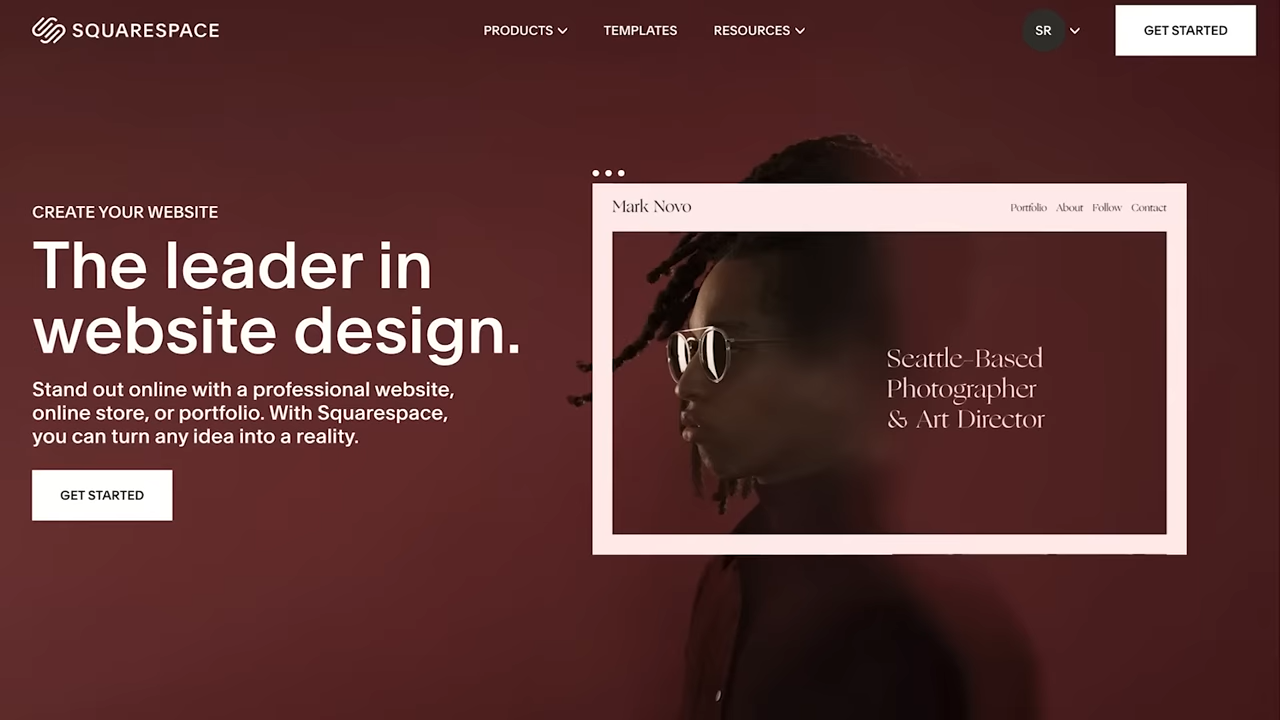 SQUARESPACE
PRODUCTS
TEMPLATES
RESOURCES
SR
GET STARTED
CREATE YOUR WEBSITE
The leader in
website design.
Stand out online with a professional website,
online store, or portfolio. With Squarespace,
you can turn any idea into a reality.
GET STARTED
Mark Novo
Portfolio
About
Follow
Contact
Seattle-Based
Photographer
& Art Director